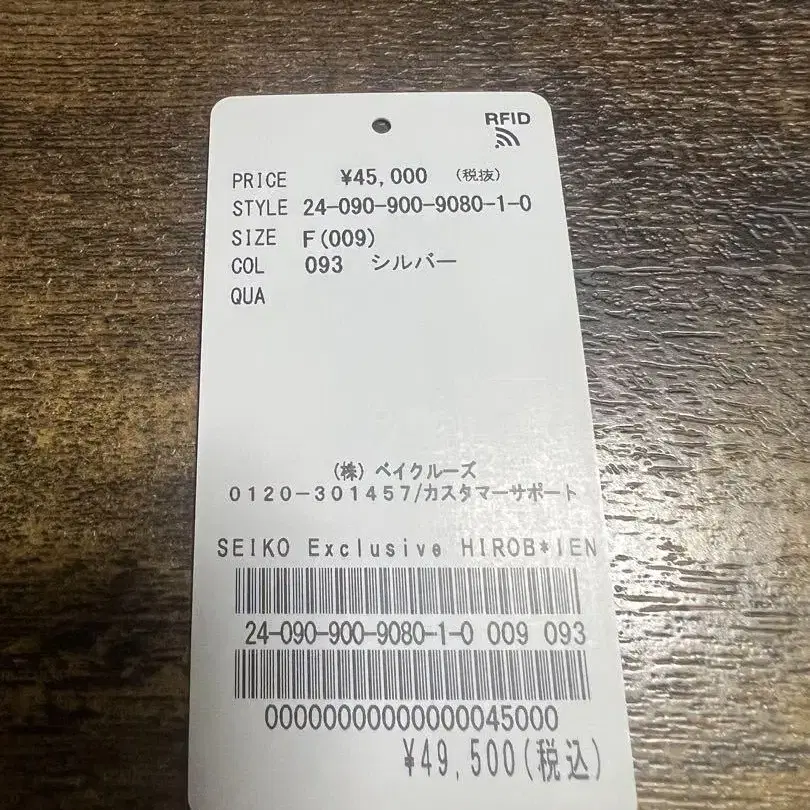 RFID
PRICE ¥45,000 (税抜)
STYLE 24-090-900-9080-1-0
SIZE F(009)
COL 093 シルバー
QUA
(株)ベイクルーズ
0120-301457/カスタマーサポート
SEIKO Exclusive HIROB*IEN
24-090-900-9080-1-0 009 093
00000000000000045000
¥49,500(税込)